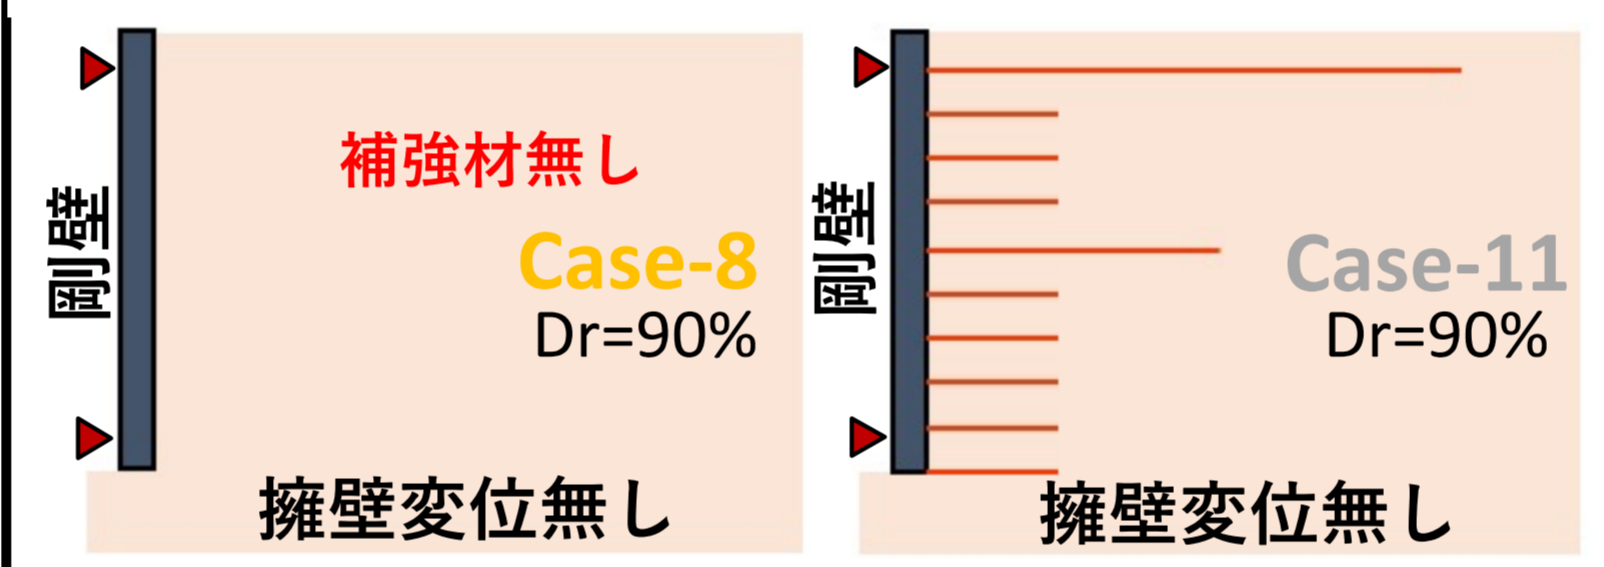 補強材無し
剛壁
Case-8
Dr=90%
擁壁変位無し
剛壁
Case-11
Dr=90%
擁壁変位無し